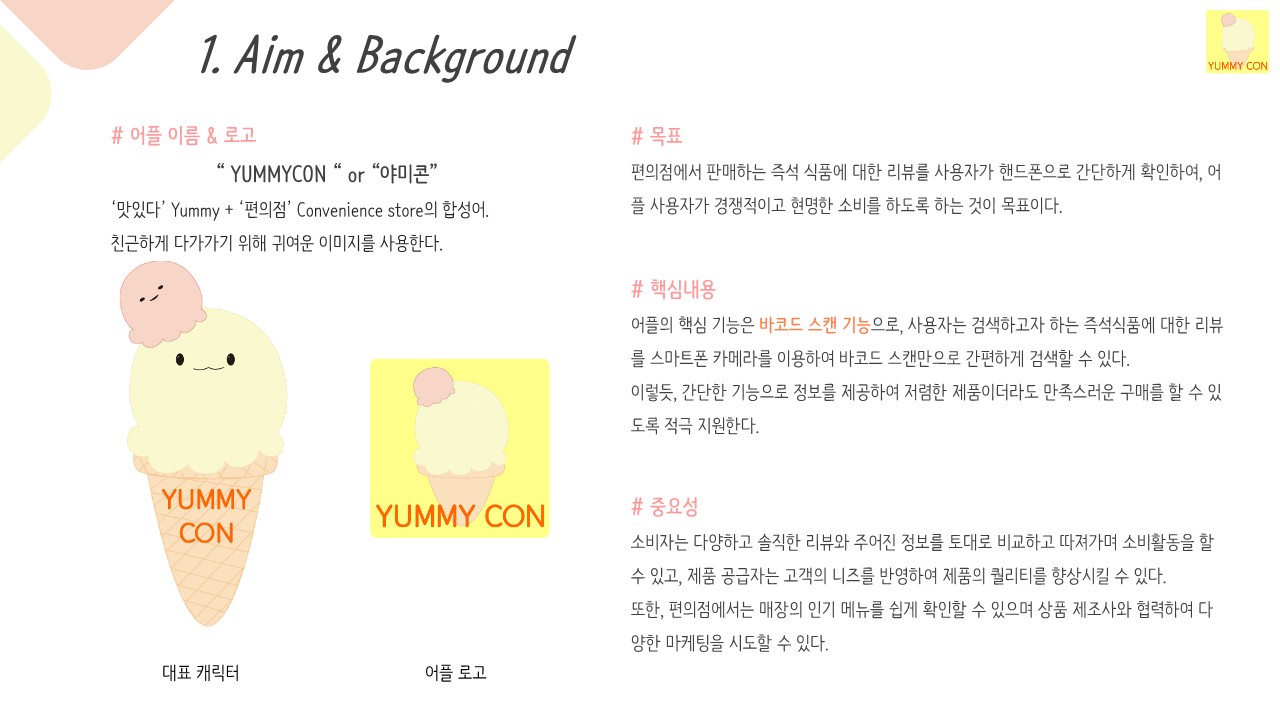 1. Aim & Background
YUMMY CON
# 어플 이름 & 로고
“ YUMMYCON “ or “야미콘”
‘맛있다’ Yummy + ‘편의점’ Convenience store의 합성어.
친근하게 다가가기 위해 귀여운 이미지를 사용한다.
YUMMY
CON
YUMMY CON
대표 캐릭터
어플 로고
# 목표
편의점에서 판매하는 즉석 식품에 대한 리뷰를 사용자가 핸드폰으로 간단하게 확인하여, 어
플 사용자가 경쟁적이고 현명한 소비를 하도록 하는 것이 목표이다.
# 핵심내용
어플의 핵심 기능은 바코드 스캔 기능으로, 사용자는 검색하고자 하는 즉석식품에 대한 리뷰
를 스마트폰 카메라를 이용하여 바코드 스캔만으로 간편하게 검색할 수 있다.
이렇듯, 간단한 기능으로 정보를 제공하여 저렴한 제품이더라도 만족스러운 구매를 할 수 있
도록 적극 지원한다.
# 중요성
소비자는 다양하고 솔직한 리뷰와 주어진 정보를 토대로 비교하고 따져가며 소비활동을 할
수 있고, 제품 공급자는 고객의 니즈를 반영하여 제품의 퀄리티를 향상시킬 수 있다.
또한, 편의점에서는 매장의 인기 메뉴를 쉽게 확인할 수 있으며 상품 제조사와 협력하여 다
양한 마케팅을 시도할 수 있다.